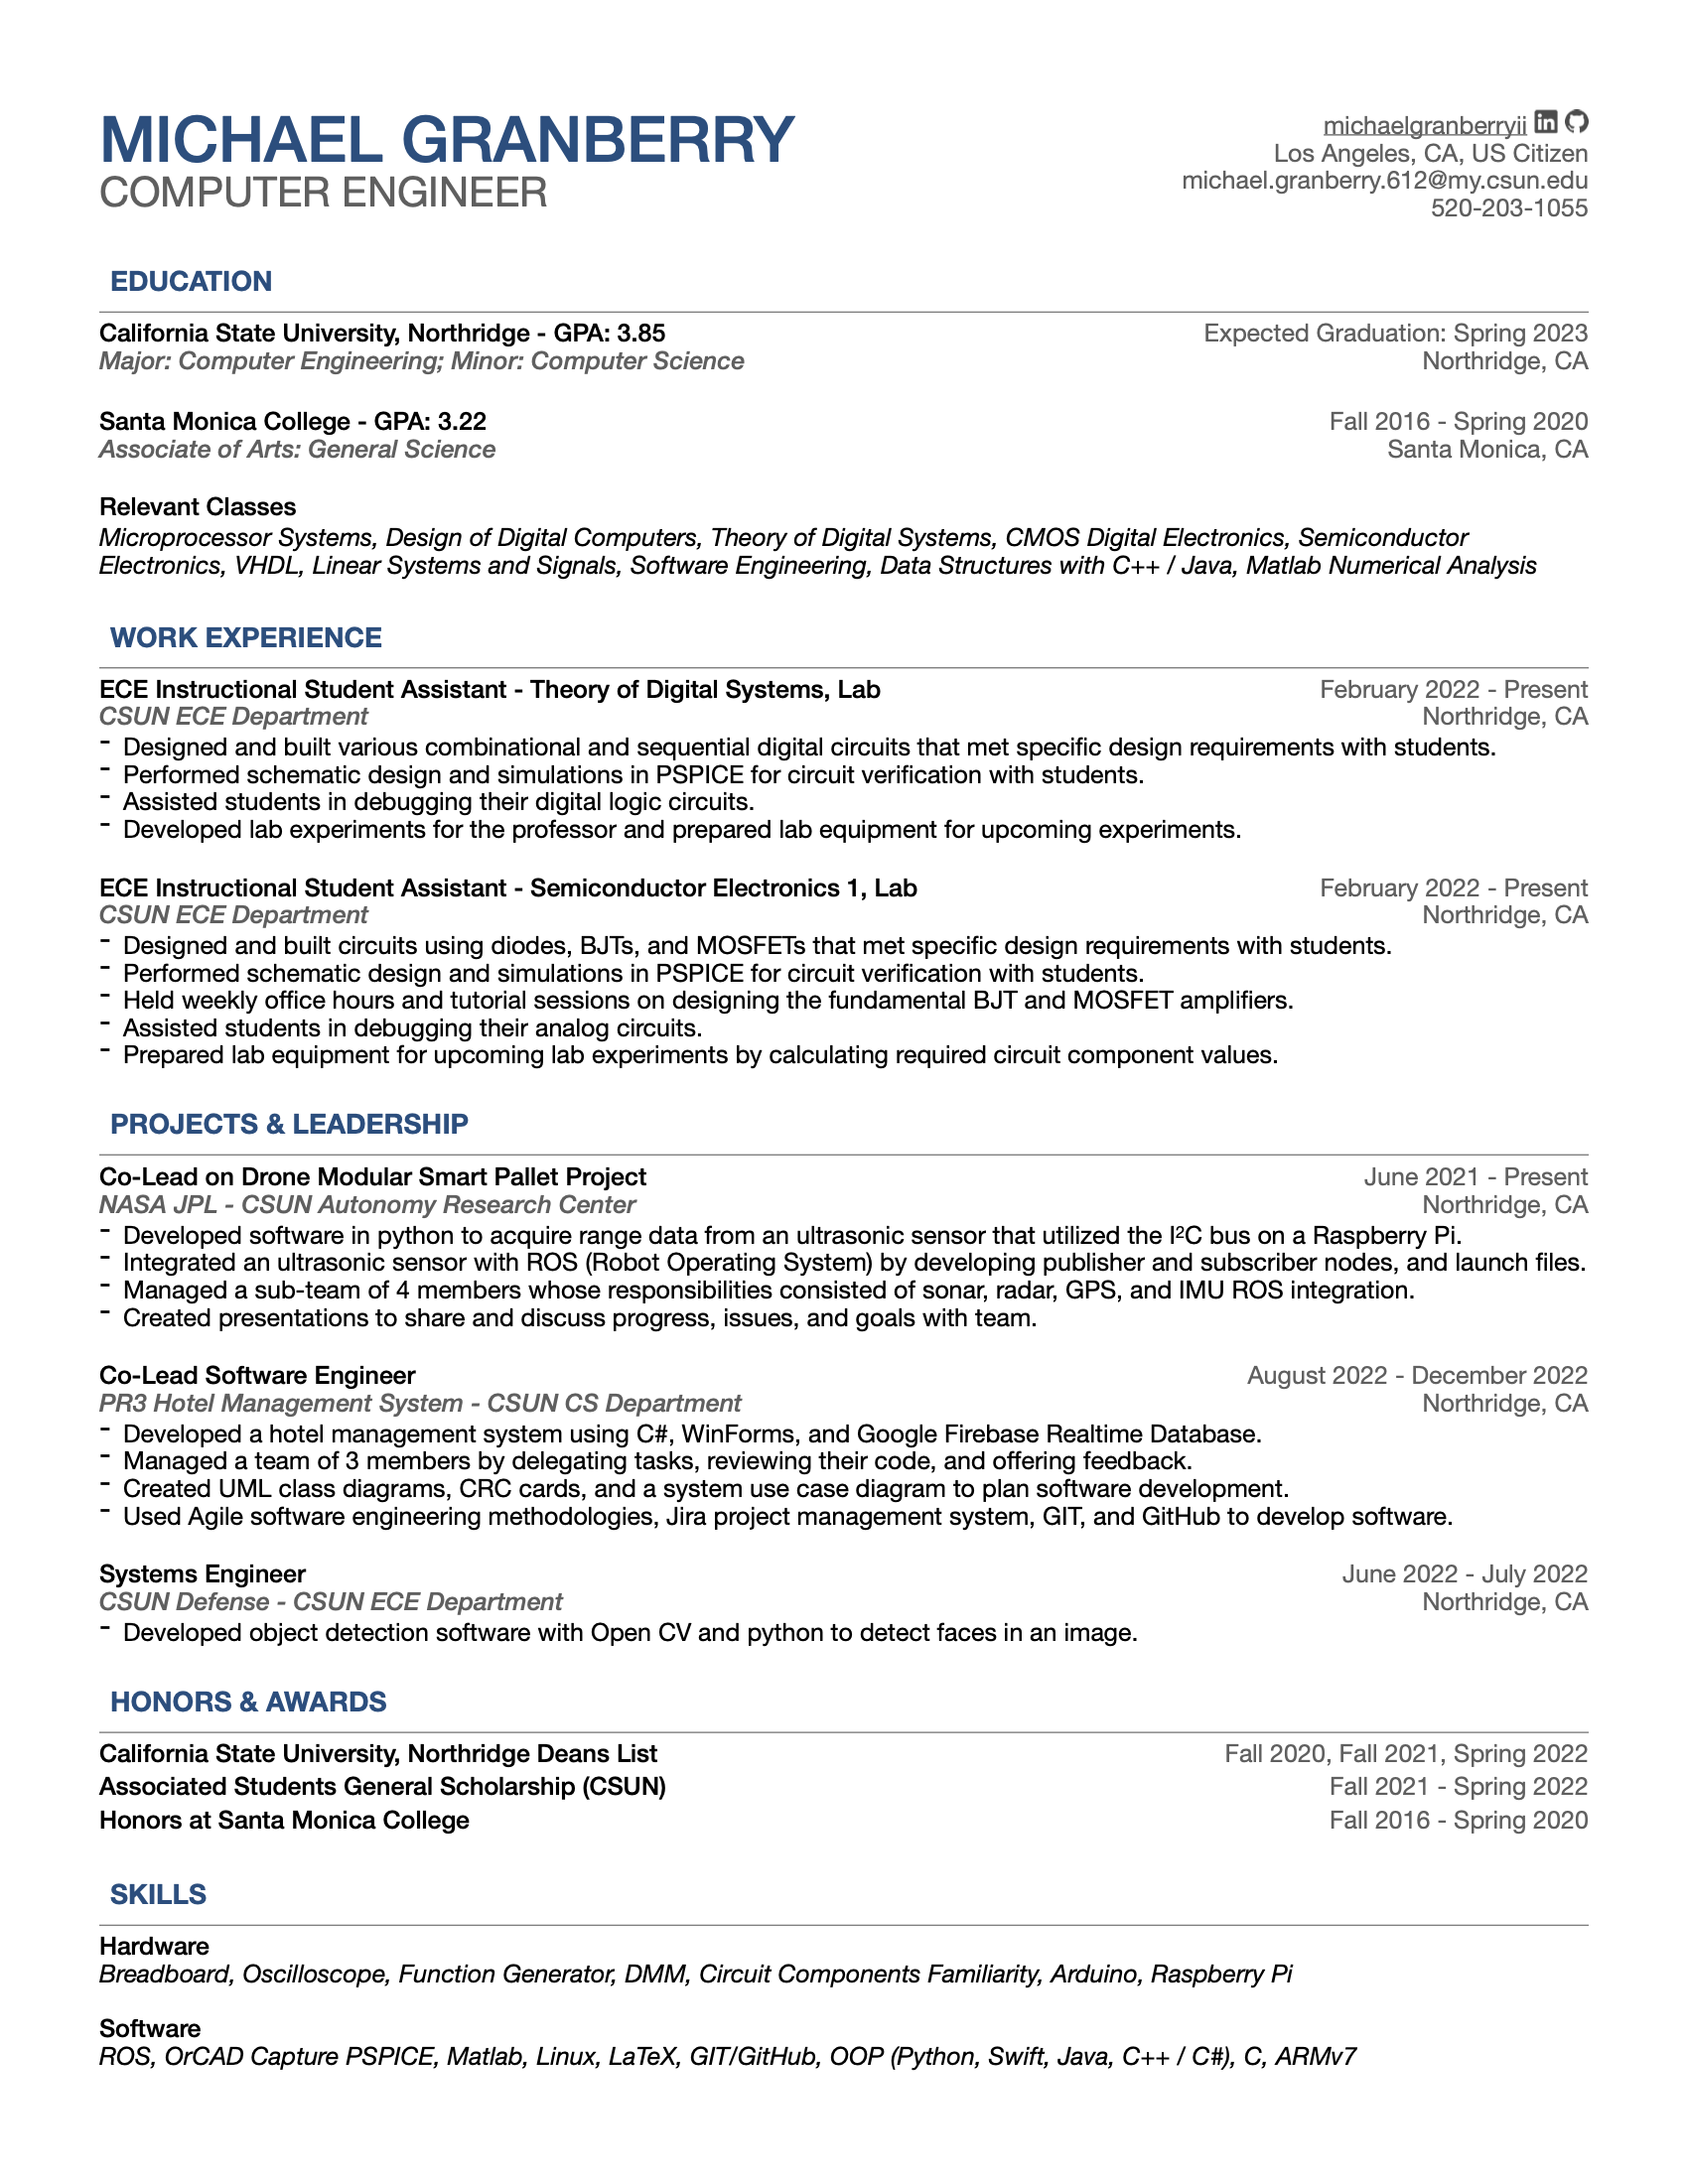 MICHAEL GRANBERRY
COMPUTER ENGINEER
michaelgranberryii
Los Angeles, CA, US Citizen
michael.granberry.612@my.csun.edu
520-203-1055
EDUCATION
California State University, Northridge - GPA: 3.85 Expected Graduation: Spring 2023
Major: Computer Engineering; Minor: Computer Science Northridge, CA
Santa Monica College - GPA: 3.22 Fall 2016 - Spring 2020
Associate of Arts: General Science Santa Monica, CA
Relevant Classes
Microprocessor Systems, Design of Digital Computers, Theory of Digital Systems, CMOS Digital Electronics, Semiconductor
Electronics, VHDL, Linear Systems and Signals, Software Engineering, Data Structures with C++ / Java, Matlab Numerical Analysis
WORK EXPERIENCE
ECE Instructional Student Assistant - Theory of Digital Systems, Lab February 2022 - Present
CSUN ECE Department Northridge, CA
- Designed and built various combinational and sequential digital circuits that met specific design requirements with students.
- Performed schematic design and simulations in PSPICE for circuit verification with students.
- Assisted students in debugging their digital logic circuits.
- Developed lab experiments for the professor and prepared lab equipment for upcoming experiments.
ECE Instructional Student Assistant - Semiconductor Electronics 1, Lab February 2022 - Present
CSUN ECE Department Northridge, CA
- Designed and built circuits using diodes, BJTs, and MOSFETs that met specific design requirements with students.
- Performed schematic design and simulations in PSPICE for circuit verification with students.
- Held weekly office hours and tutorial sessions on designing the fundamental BJT and MOSFET amplifiers.
- Assisted students in debugging their analog circuits.
- Prepared lab equipment for upcoming lab experiments by calculating required circuit component values.
PROJECTS & LEADERSHIP
Co-Lead on Drone Modular Smart Pallet Project June 2021 - Present
NASA JPL - CSUN Autonomy Research Center Northridge, CA
- Developed software in python to acquire range data from an ultrasonic sensor that utilized the I²C bus on a Raspberry Pi.
- Integrated an ultrasonic sensor with ROS (Robot Operating System) by developing publisher and subscriber nodes, and launch files.
- Managed a sub-team of 4 members whose responsibilities consisted of sonar, radar, GPS, and IMU ROS integration.
- Created presentations to share and discuss progress, issues, and goals with team.
Co-Lead Software Engineer August 2022 - December 2022
PR3 Hotel Management System - CSUN CS Department Northridge, CA
- Developed a hotel management system using C#, WinForms, and Google Firebase Realtime Database.
- Managed a team of 3 members by delegating tasks, reviewing their code, and offering feedback.
- Created UML class diagrams, CRC cards, and a system use case diagram to plan software development.
- Used Agile software engineering methodologies, Jira project management system, GIT, and GitHub to develop software.
Systems Engineer June 2022 - July 2022
CSUN Defense - CSUN ECE Department Northridge, CA
- Developed object detection software with Open CV and python to detect faces in an image.
HONORS & AWARDS
California State University, Northridge Deans List Fall 2020, Fall 2021, Spring 2022
Associated Students General Scholarship (CSUN) Fall 2021 - Spring 2022
Honors at Santa Monica College Fall 2016 - Spring 2020
SKILLS
Hardware
Breadboard, Oscilloscope, Function Generator, DMM, Circuit Components Familiarity, Arduino, Raspberry Pi
Software
ROS, OrCAD Capture PSPICE, Matlab, Linux, LaTeX, GIT/GitHub, OOP (Python, Swift, Java, C++ / C#), C, ARMv7